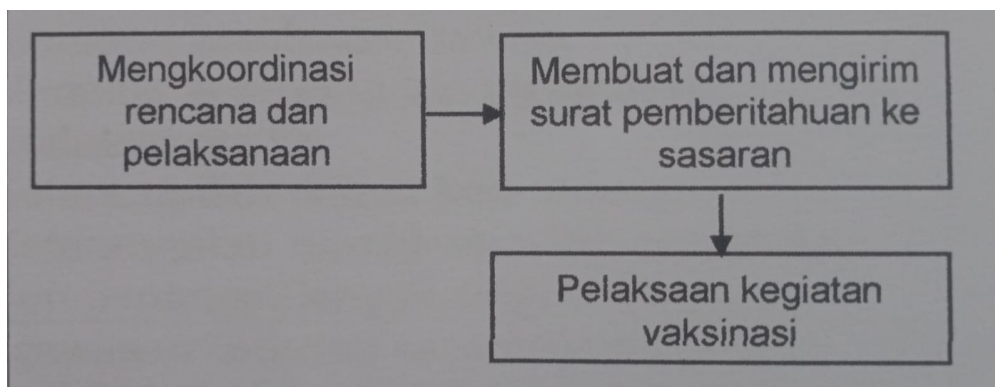 Mengkoordinasi
rencana dan
pelaksanaan
Membuat dan mengirim
surat pemberitahuan ke
sasaran
Pelaksaan kegiatan
vaksinasi